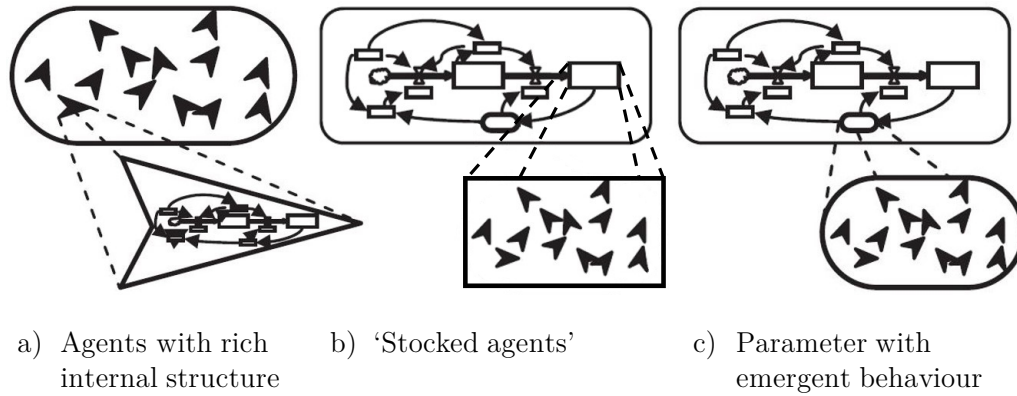 a) Agents with rich
internal structure
b) ‘Stocked agents’
c) Parameter with
emergent behaviour